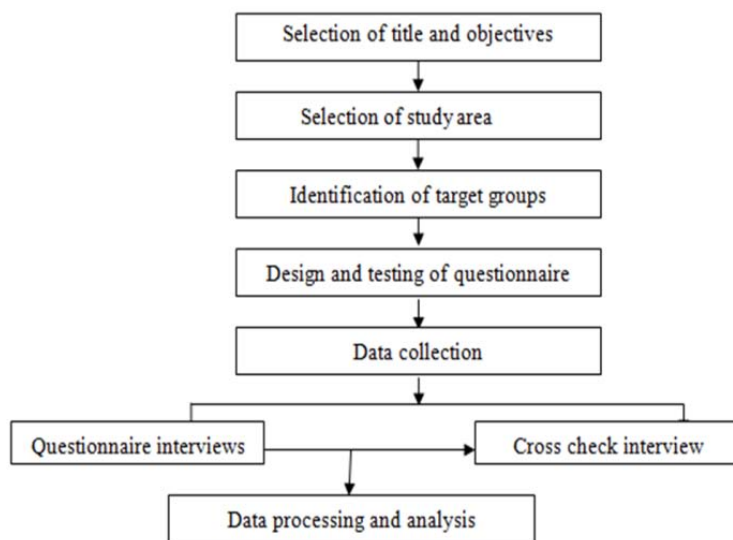 Selection of title and objectives
Selection of study area
Identification of target groups
Design and testing of questionnaire
Data collection
Questionnaire interviews
Cross check interview
Data processing and analysis